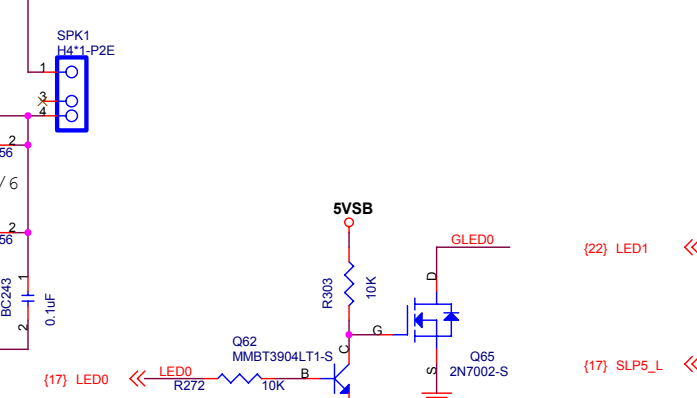 SPK1
H4*1-P2E
1
3
4
2
56
/6
2
56
1
BC243
0.1uF
2
5VSB
R303
10K
GLED0
D
G
S
Q65
2N7002-S
Q62
MMBT3904LT1-S
C
B
{17} LED0
LED0
R272
10K
{22} LED1
{17} SLP5_L